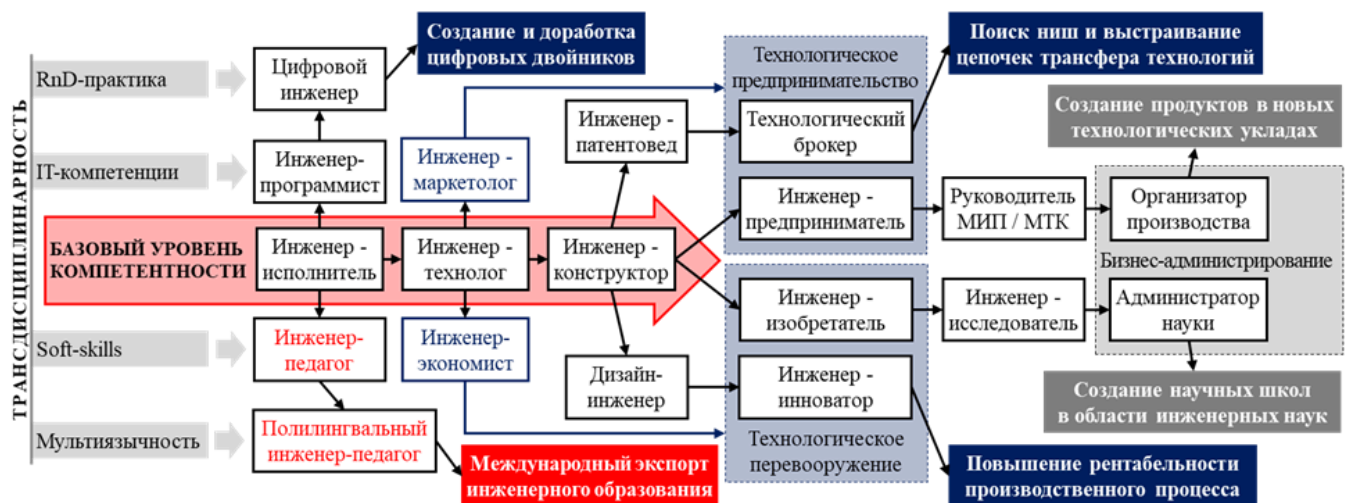 ТРАНСДИСЦИПЛИНАРНОСТЬ
RnD-практика
IT-компетенции
БАЗОВЫЙ УРОВЕНЬ
КОМПЕТЕНТНОСТИ
Soft-skills
Мультиязычность
Цифровой
инженер
Инженер-
программист
Инженер -
исполнитель
Инженер-
педагог
Полилингвальный
инженер-педагог
Создание и доработка
цифровых двойников
Инженер -
маркетолог
Инженер -
технолог
Инженер-
экономист
Международный экспорт
инженерного образования
Инженер -
патентовед
Инженер -
конструктор
Дизайн-
инженер
Технологическое
предпринимательство
Технологический
брокер
Инженер -
предприниматель
Инженер -
изобретатель
Инженер -
инноватор
Технологическое
перевооружение
Поиск ниш и выстраивание
цепочек трансфера технологий
Создание продуктов в новых
технологических укладах
Руководитель
МИП / МТК
Организатор
производства
Бизнес-администрирование
Инженер -
исследователь
Администратор
науки
Создание научных школ
в области инженерных наук
Повышение рентабельности
производственного процесса